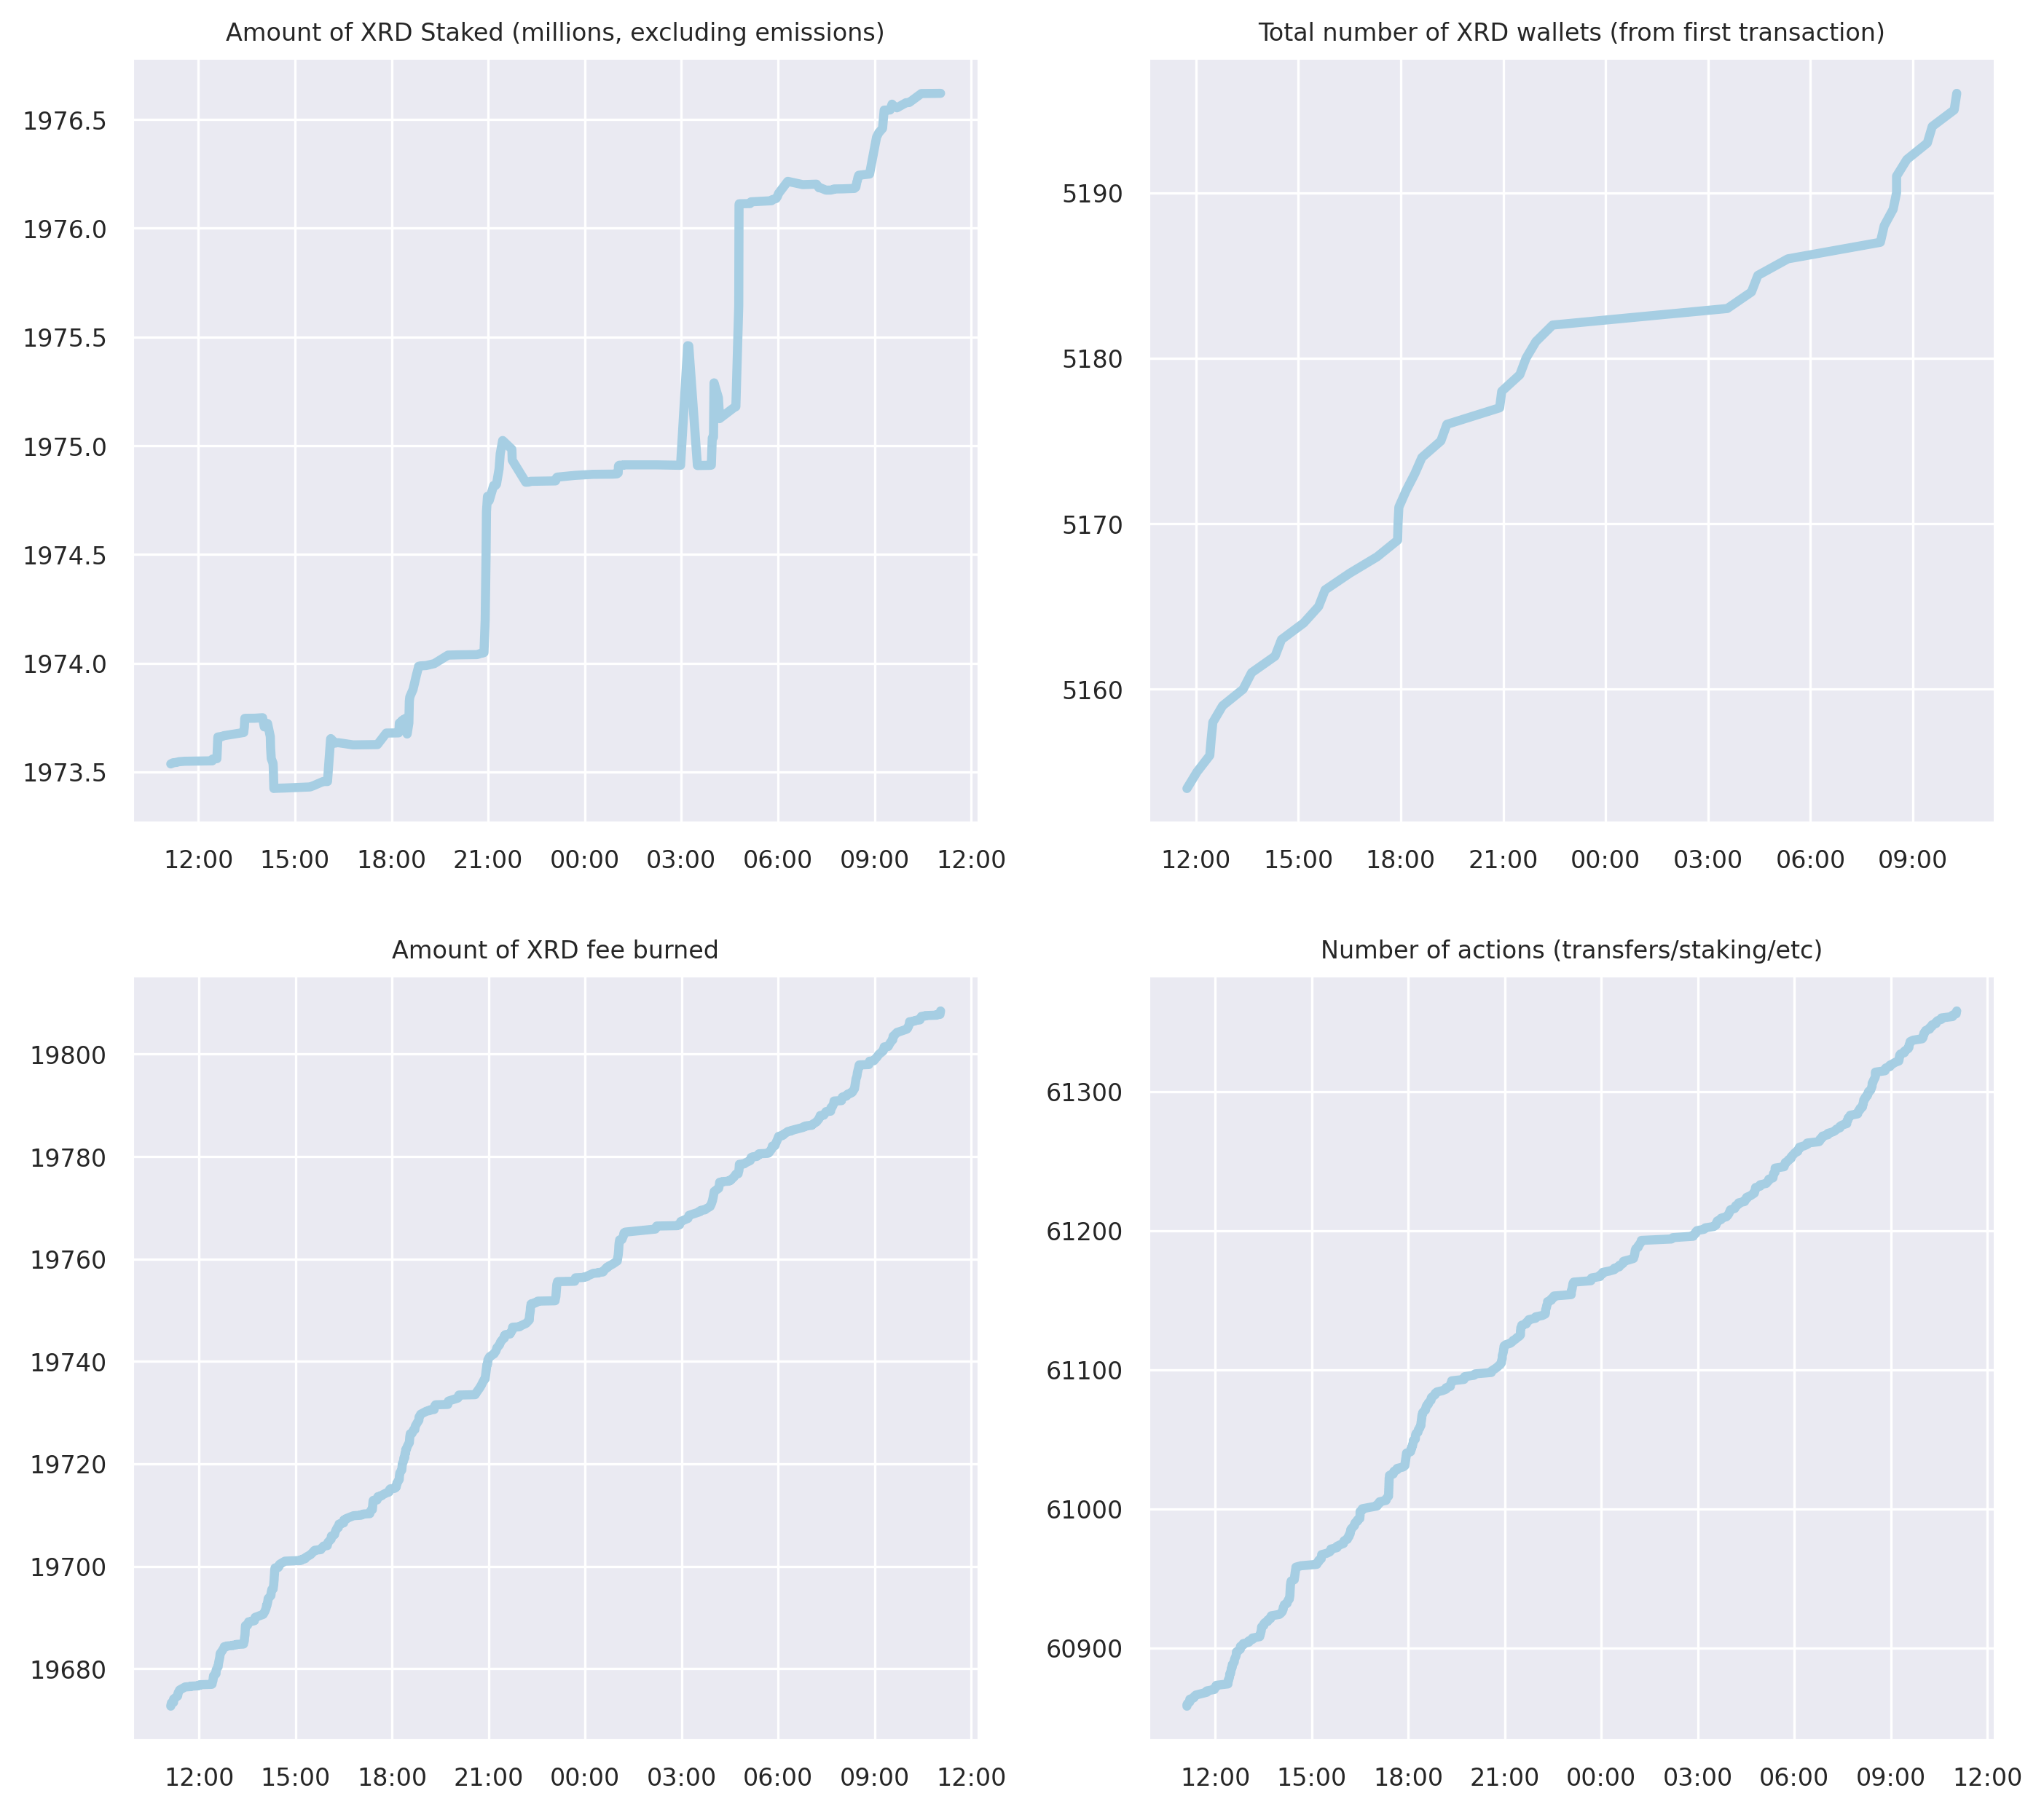 Amount of XRD Staked (millions, excluding emissions)
1976.5
1976.0
1975.5
1975.0
1974.5
1974.0
1973.5
12:00 15:00 18:00 21:00 00:00 03:00 06:00 09:00 12:00
Total number of XRD wallets (from first transaction)
5190
5180
5170
5160
12:00 15:00 18:00 21:00 00:00 03:00 06:00 09:00
Amount of XRD fee burned
19800
19780
19760
19740
19720
19700
19680
12:00 15:00 18:00 21:00 00:00 03:00 06:00 09:00 12:00
Number of actions (transfers/staking/etc)
61300
61200
61100
61000
60900
12:00 15:00 18:00 21:00 00:00 03:00 06:00 09:00 12:00